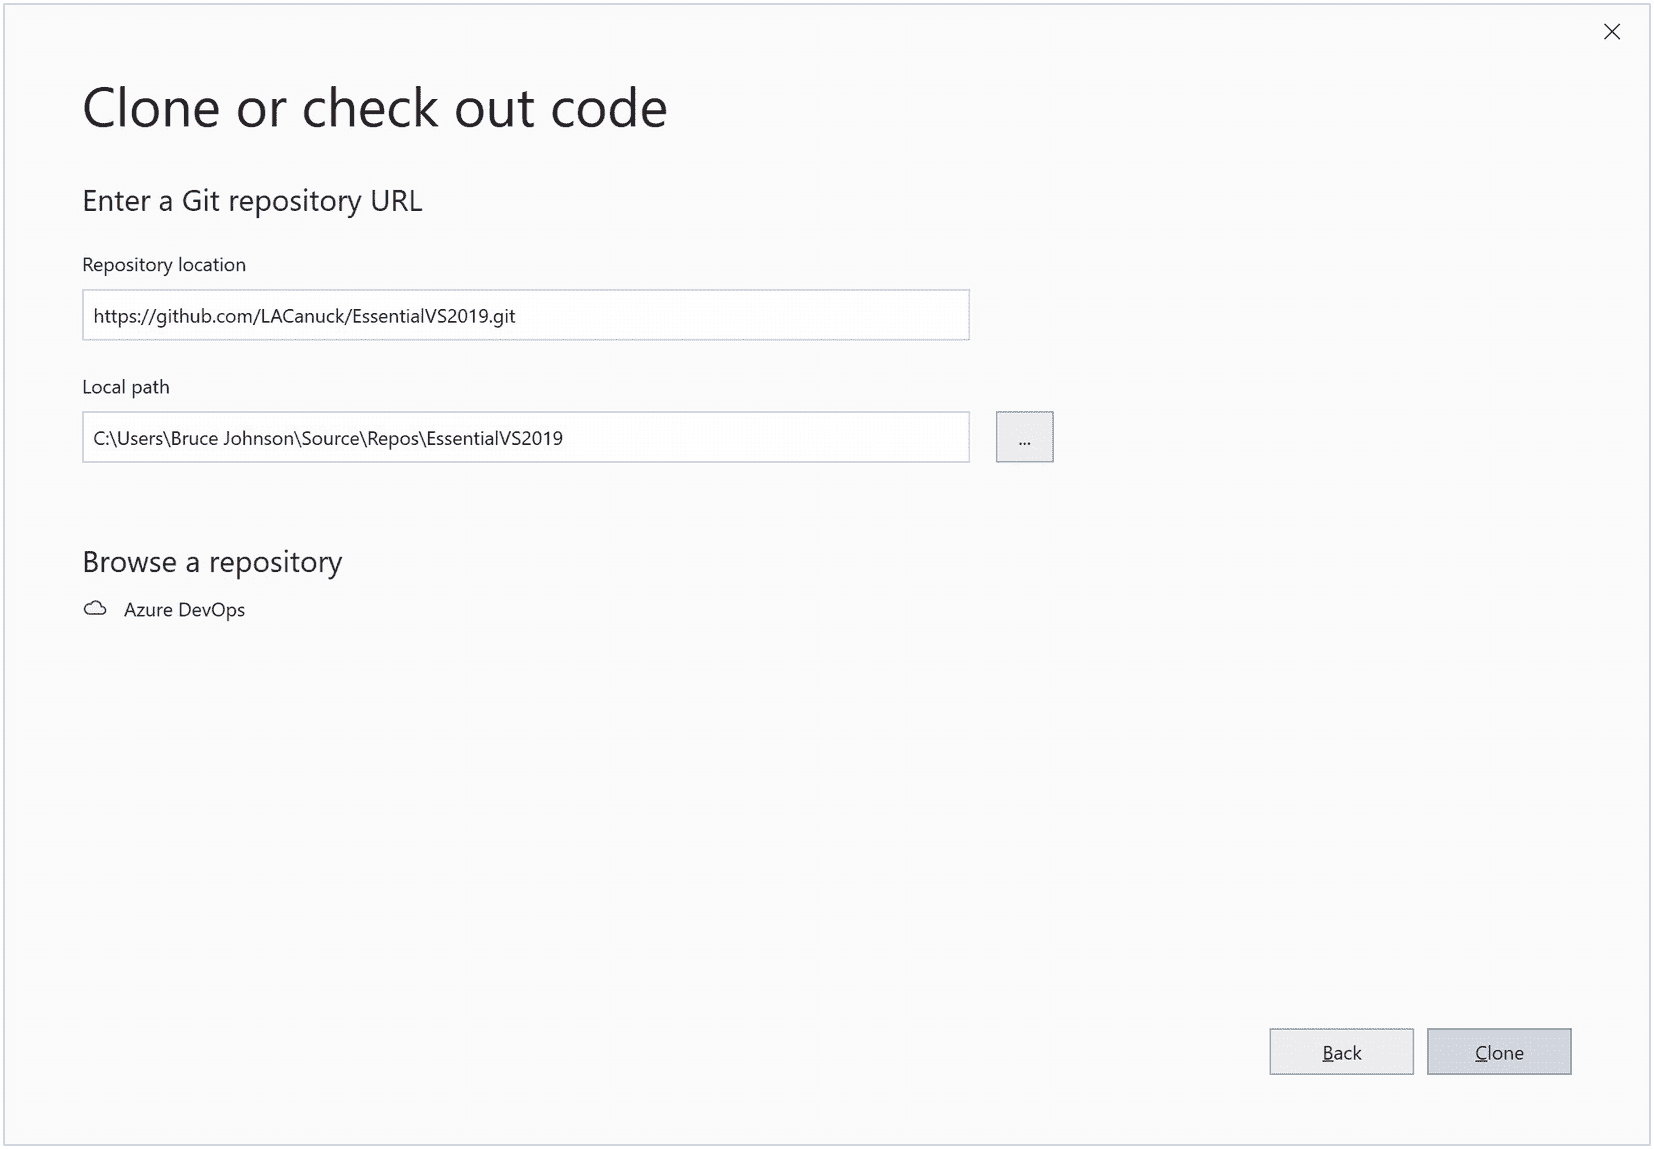 Clone or check out code
Enter a Git repository URL
Repository location
https://github.com/LACanuck/EssentialVS2019.git
Local path
C:\Users\Bruce Johnson\Source\Repos\EssentialVS2019
...
Browse a repository
Azure DevOps
Back
Clone